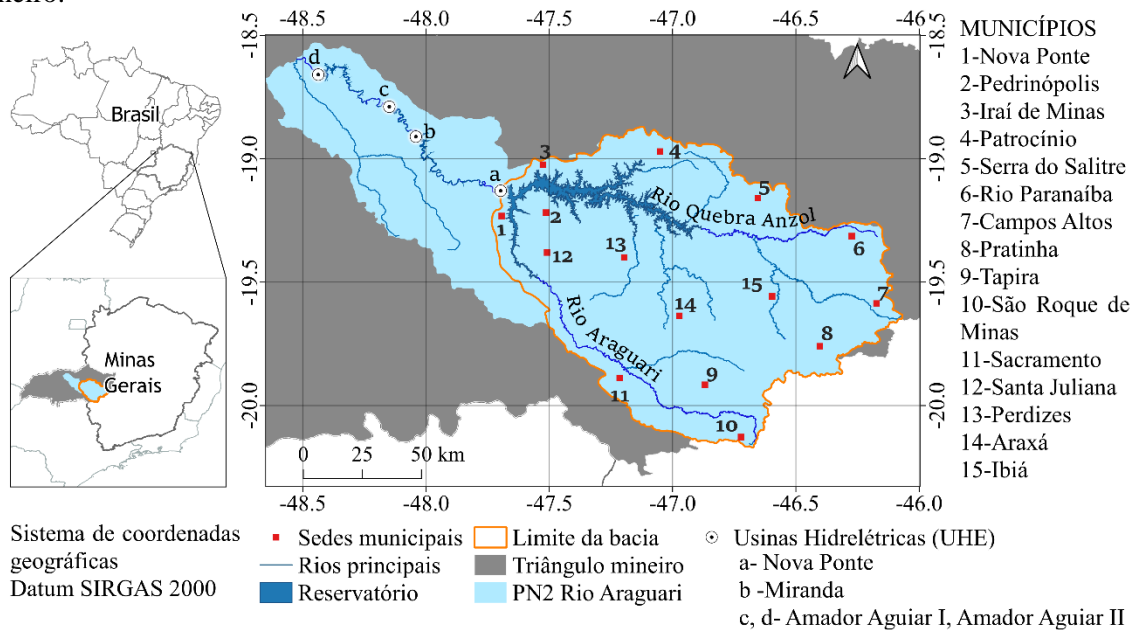 neiro.
-48.5 -48.0 -47.5 -47.0 -46.5 -46.0
-18.5
-19.0
-19.5
-20.0
Brasil
Minas
Gerais
d
c
b
a
3
4
5
Rio Quebra Anzol
1
2
6
12
13
15
7
14
Rio Araguari
8
9
11
10
0 25 50 km
-18.5
-19.0
-19.5
-20.0
-48.5 -48.0 -47.5 -47.0 -46.5 -46.0
MUNICÍPIOS
1-Nova Ponte
2-Pedrinópolis
3-Iraí de Minas
4-Patrocínio
5-Serra do Salitre
6-Rio Paranaíba
7-Campos Altos
8-Pratinha
9-Tapira
10-São Roque de
Minas
11-Sacramento
12-Santa Juliana
13-Perdizes
14-Araxá
15-Ibiá
Sistema de coordenadas
geográficas
Datum SIRGAS 2000
Sedes municipais
Rios principais
Reservatório
Limite da bacia
Triângulo mineiro
PN2 Rio Araguari
Usinas Hidrelétricas (UHE)
a- Nova Ponte
b -Miranda
c, d- Amador Aguiar I, Amador Aguiar II